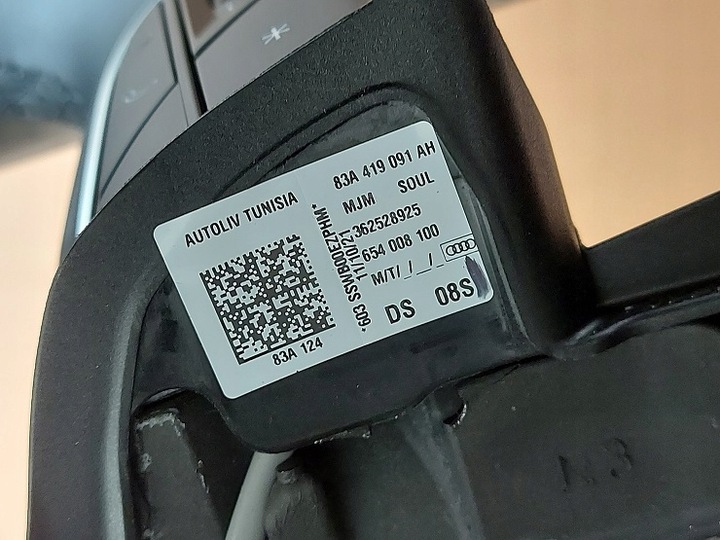 AUTOLIV TUNISIA
83A 124
*603 SSWB00EZPHM*
11/10/21
83A 419 091 AH
MJM SOUL
362528925
654 008 100
M/T/_/_/_
DS 08S